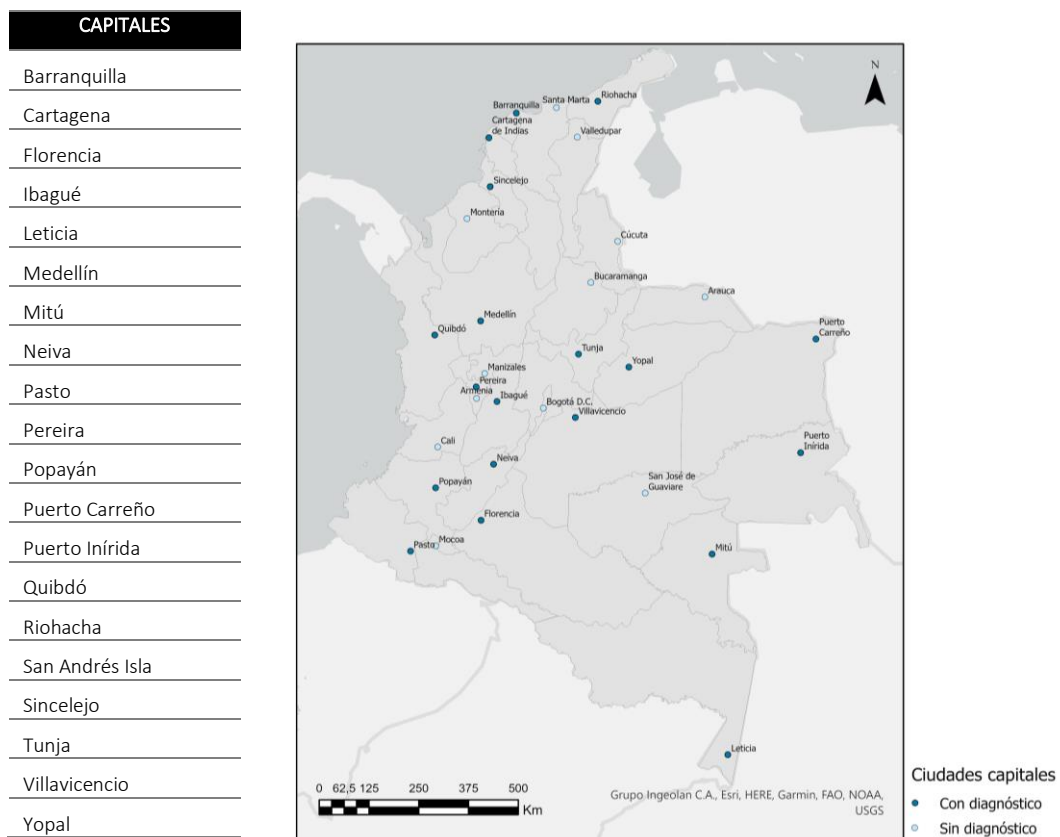 CAPITALES
Barranquilla
Cartagena
Florencia
Ibagué
Leticia
Medellín
Mitú
Neiva
Pasto
Pereira
Popayán
Puerto Carreño
Puerto Inírida
Quibdó
Riohacha
San Andrés Isla
Sincelejo
Tunja
Villavicencio
Yopal
N
Santa Marta
Riohacha
Barranquilla
Cartagena
de Indias
Valledupar
Sincelejo
Montería
Cúcuta
Bucaramanga
Arauca
Medellín
Quibdó
Puerto
Carreño
Tunja
Yopal
Manizales
Pereira
Armenia
Ibagué
Bogotá D.C.
Villavicencio
Cali
Neiva
Puerto
Inírida
Popayán
San José de
Guaviare
Florencia
Pasto
Mocoa
Mitú
Leticia
0 62,5 125 250 375 500
Km
Grupo Ingeolan C.A., Esri, HERE, Garmin, FAO, NOAA,
USGS
Ciudades capitales
Con diagnóstico
Sin diagnóstico